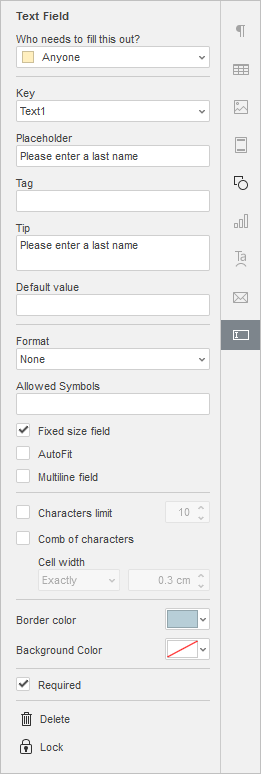 Text Field
Who needs to fill this out?
Anyone
Key
Text1
Placeholder
Please enter a last name
Tag
Tip
Please enter a last name
Default value
Format
None
Allowed Symbols
Fixed size field
AutoFit
Multiline field
Characters limit 10
Comb of characters
Cell width
Exactly 0.3 cm
Border color
Background Color
Required
Delete
Lock
Ta